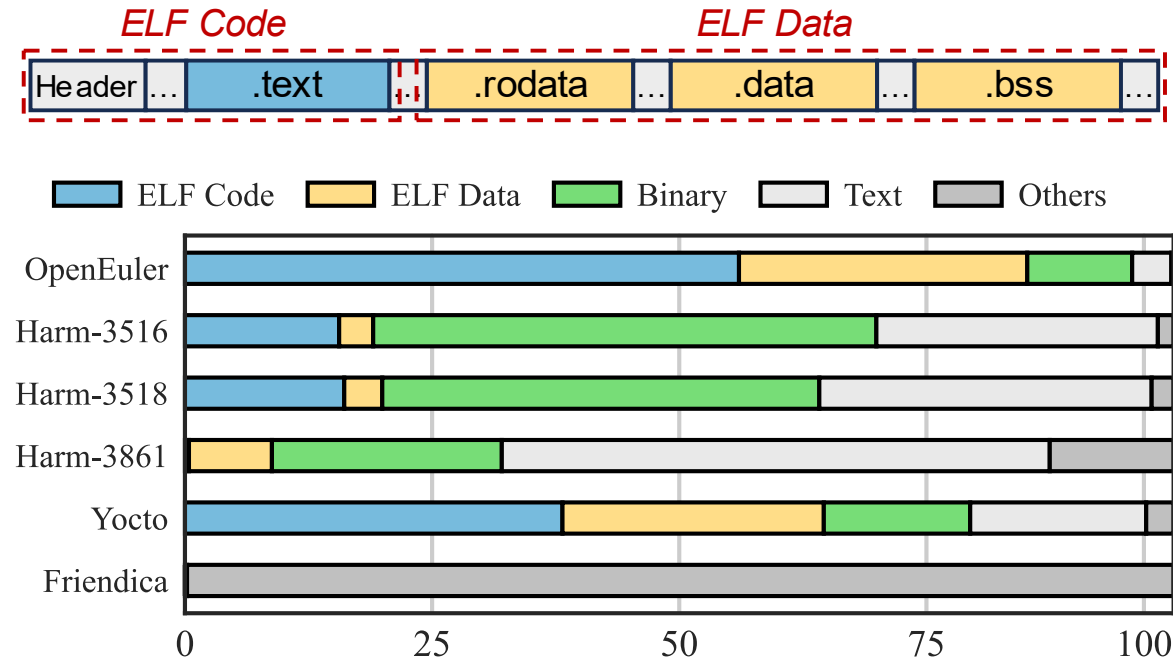 ELF Code ELF Data
Header ... .text ... .rodata ... .data ... .bss ...
ELF Code ELF Data Binary Text Others
OpenEuler
Harm-3516
Harm-3518
Harm-3861
Yocto
Friendica
0 25 50 75 100